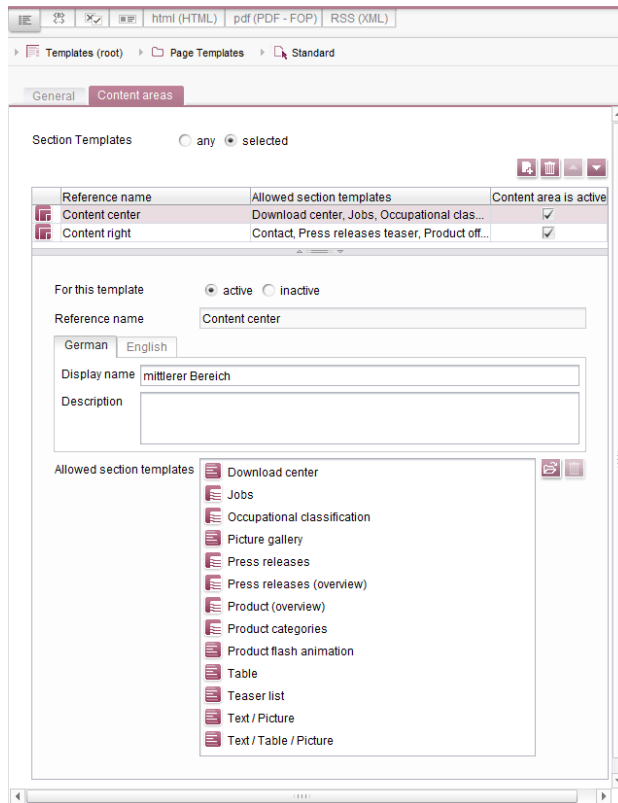 html (HTML) pdf (PDF - FOP) RSS (XML)
Templates (root) Page Templates Standard
General Content areas
Section Templates any selected
Reference name Allowed section templates Content area is active
Content center Download center, Jobs, Occupational clas...
Content right Contact, Press releases teaser, Product off...
For this template active inactive
Reference name Content center
German English
Display name mittlerer Bereich
Description
Allowed section templates Download center
Jobs
Occupational classification
Picture gallery
Press releases
Press releases (overview)
Product (overview)
Product categories
Product flash animation
Table
Teaser list
Text / Picture
Text / Table / Picture